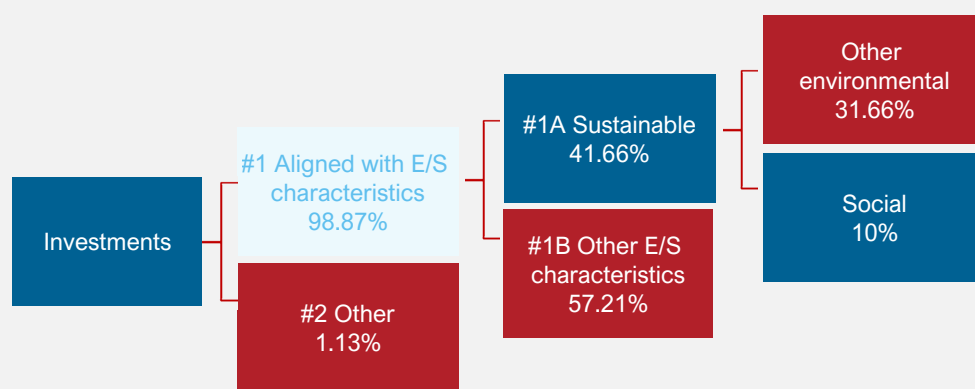 Investments
#1 Aligned with E/S
characteristics
98.87%
#2 Other
1.13%
#1A Sustainable
41.66%
#1B Other E/S
characteristics
57.21%
Other
environmental
31.66%
Social
10%